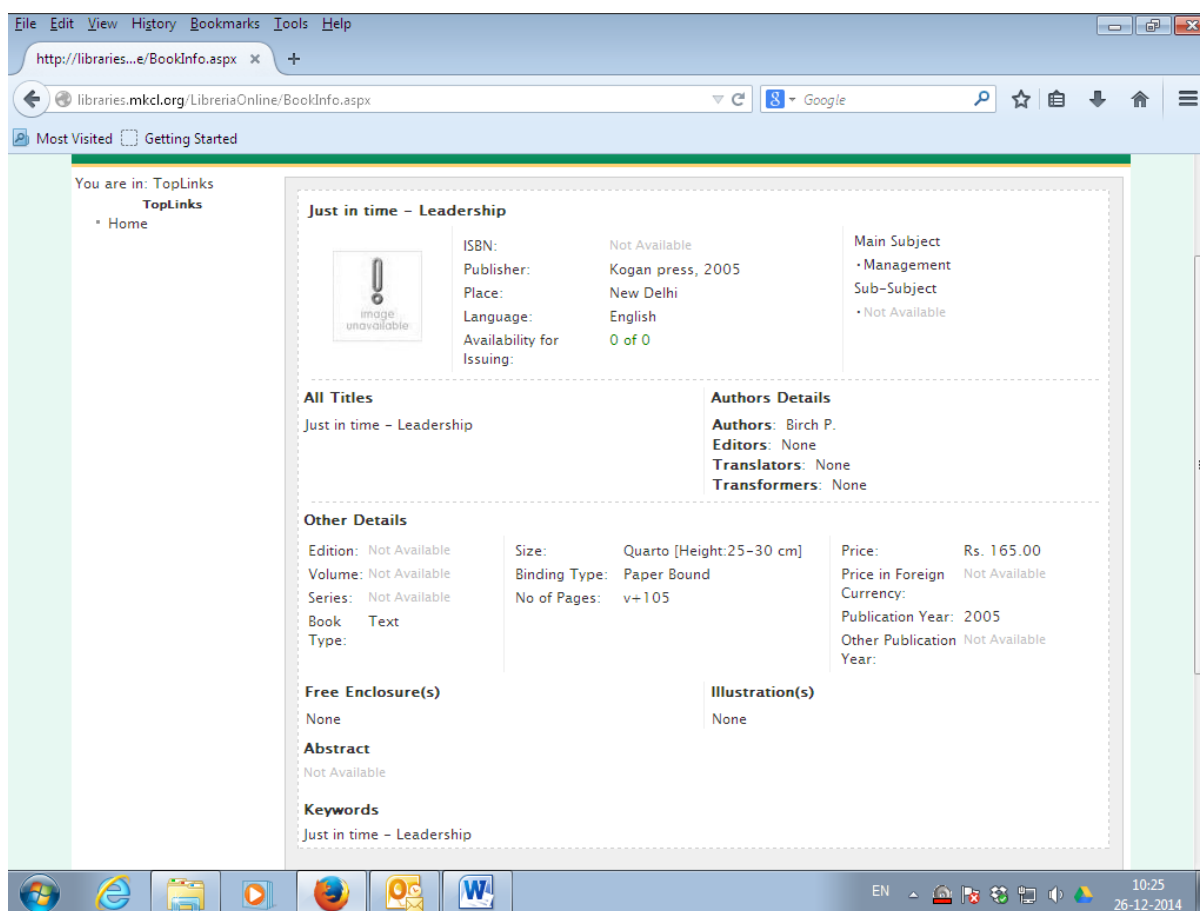 File Edit View History Bookmarks Tools Help
http://libraries...e/BookInfo.aspx × +
libraries.mkcl.org/LibreriaOnline/BookInfo.aspx
8 Google
Most Visited Getting Started
You are in: TopLinks
TopLinks
Home
Just in time – Leadership
image
unavailable
ISBN: Not Available
Publisher: Kogan press, 2005
Place: New Delhi
Language: English
Availability for
Issuing: 0 of 0
Main Subject
Management
Sub-Subject
Not Available
All Titles
Just in time – Leadership
Authors Details
Authors: Birch P.
Editors: None
Translators: None
Transformers: None
Other Details
Edition: Not Available
Volume: Not Available
Series: Not Available
Book
Type: Text
Size: Quarto [Height:25-30 cm]
Binding Type: Paper Bound
No of Pages: v+105
Price: Rs. 165.00
Price in Foreign
Currency: Not Available
Publication Year: 2005
Other Publication
Year: Not Available
Free Enclosure(s)
None
Illustration(s)
None
Abstract
Not Available
Keywords
Just in time – Leadership
EN
10:25
26-12-2014